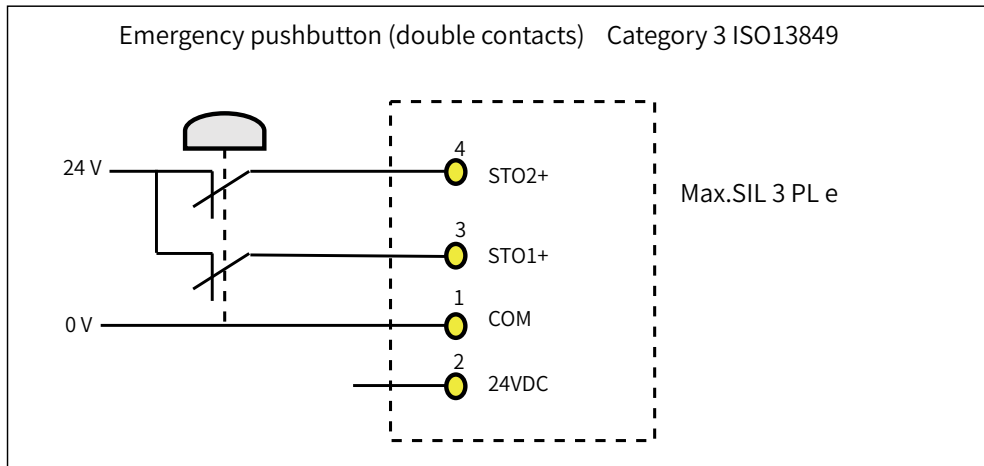 Emergency pushbutton (double contacts) Category 3 ISO13849
24 V
4
STO2+
Max.SIL 3 PL e
3
STO1+
1
COM
0 V
2
24VDC